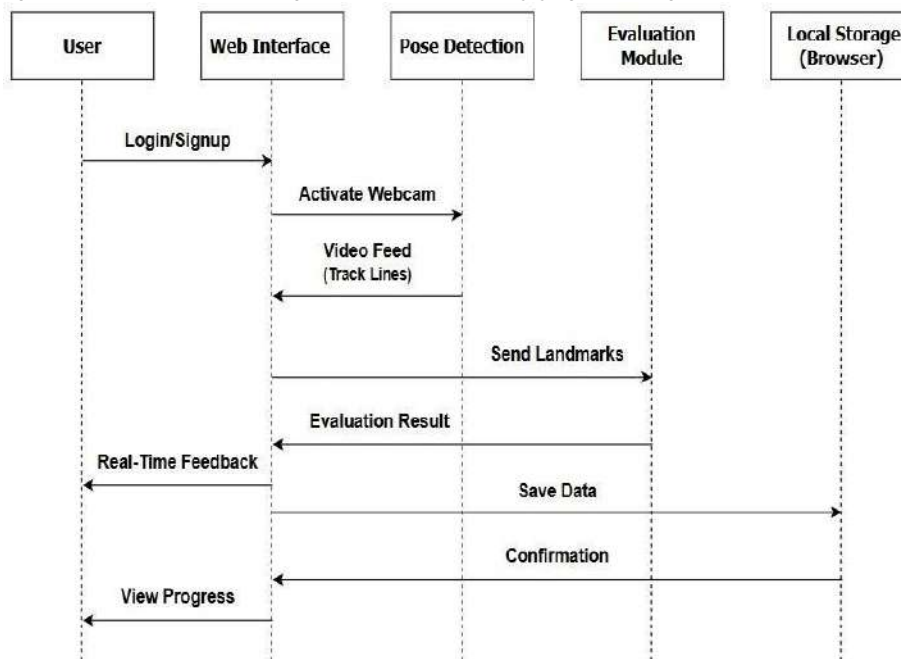 User
Web Interface
Pose Detection
Evaluation
Module
Local Storage
(Browser)
Login/Signup
Activate Webcam
Video Feed
(Track Lines)
Send Landmarks
Evaluation Result
Real-Time Feedback
Save Data
Confirmation
View Progress